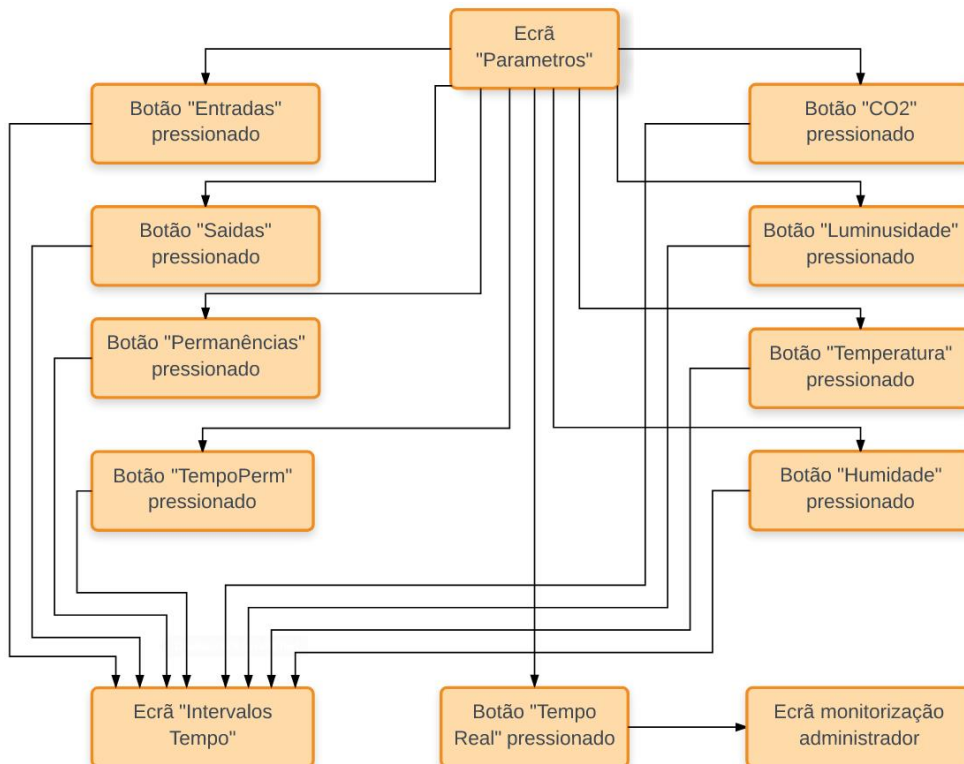 Ecrã
"Parametros"
Botão "Entradas"
pressionado
Botão "CO2"
pressionado
Botão "Saidas"
pressionado
Botão "Luminusidade"
pressionado
Botão "Permanências"
pressionado
Botão "Temperatura"
pressionado
Botão "TempoPerm"
pressionado
Botão "Humidade"
pressionado
Ecrã "Intervalos
Tempo"
Botão "Tempo
Real" pressionado
Ecrã monitorização
administrador